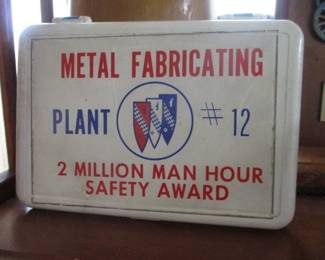 METAL FABRICATING
PLANT # 12
2 MILLION MAN HOUR
SAFETY AWARD